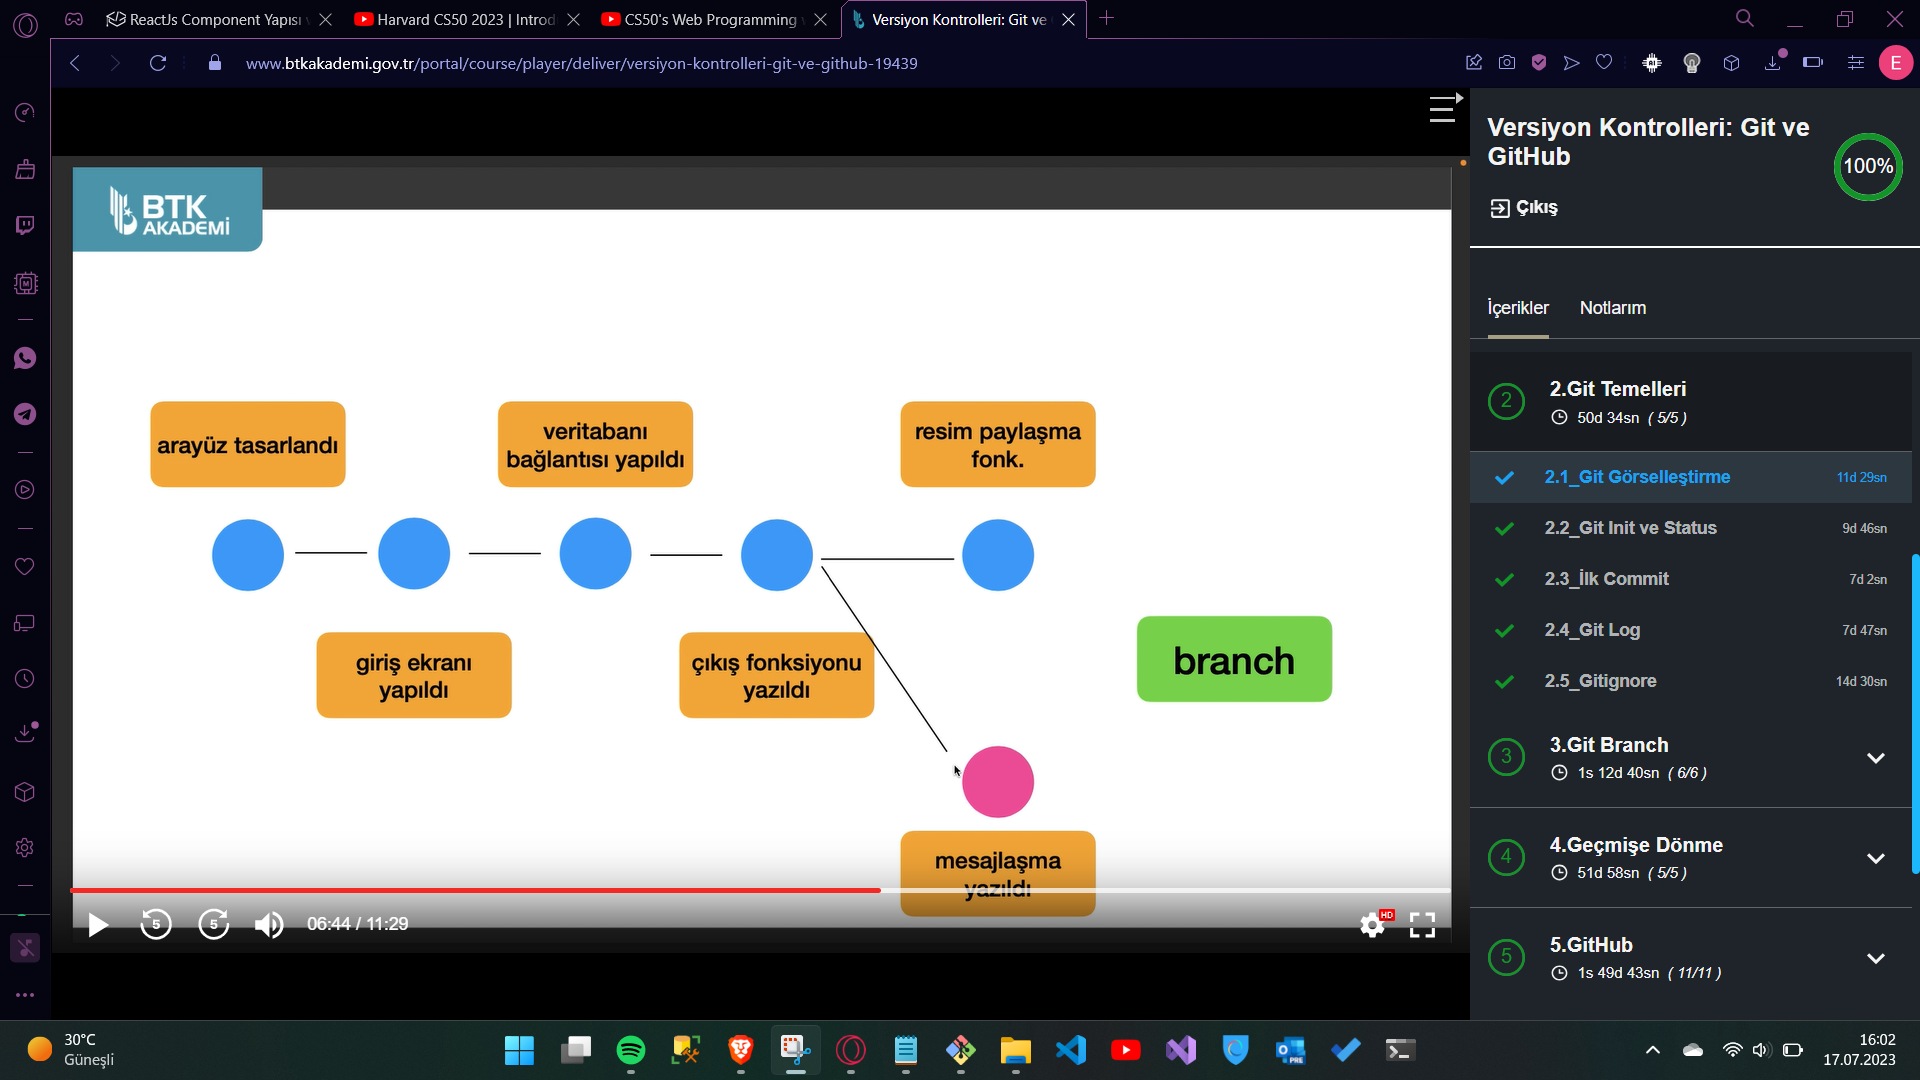 ReactJs Component Yapısı
Harvard CS50 2023 | Introd
CS50's Web Programming
Versiyon Kontrolleri: Git ve
www.btkakademi.gov.tr/portal/course/player/deliver/versiyon-kontrolleri-git-ve-github-19439
E
BTK
AKADEMİ
arayüz tasarlandı
veritabanı
bağlantısı yapıldı
resim paylaşma
fonk.
giriş ekranı
yapıldı
çıkış fonksiyonu
yazıldı
branch
mesajlaşma
yazıldı
5
5
06:44 / 11:29
HD
Versiyon Kontrolleri: Git ve
GitHub
100%
Çıkış
İçerikler
Notlarım
2
2.Git Temelleri
50d 34sn ( 5/5 )
2.1_Git Görselleştirme
11d 29sn
2.2_Git Init ve Status
9d 46sn
2.3_İlk Commit
7d 2sn
2.4_Git Log
7d 47sn
2.5_Gitignore
14d 30sn
3
3.Git Branch
1s 12d 40sn ( 6/6 )
4
4.Geçmişe Dönme
51d 58sn ( 5/5 )
5
5.GitHub
1s 49d 43sn ( 11/11 )
30°C
Güneşli
PRE
16:02
17.07.2023